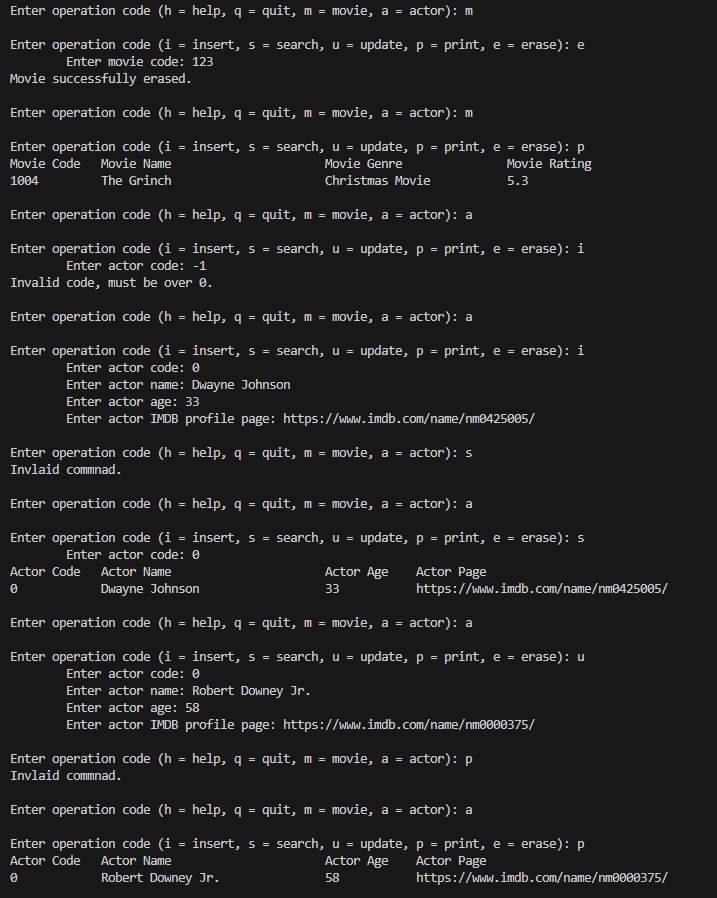 Enter operation code (h = help, q = quit, m = movie, a = actor): m
Enter operation code (i = insert, s = search, u = update, p = print, e = erase): e
Enter movie code: 123
Movie successfully erased.
Enter operation code (h = help, q = quit, m = movie, a = actor): m
Enter operation code (i = insert, s = search, u = update, p = print, e = erase): p
Movie Code Movie Name Movie Genre Movie Rating
1004 The Grinch Christmas Movie 5.3
Enter operation code (h = help, q = quit, m = movie, a = actor): a
Enter operation code (i = insert, s = search, u = update, p = print, e = erase): i
Enter actor code: -1
Invalid code, must be over 0.
Enter operation code (h = help, q = quit, m = movie, a = actor): a
Enter operation code (i = insert, s = search, u = update, p = print, e = erase): i
Enter actor code: 0
Enter actor name: Dwayne Johnson
Enter actor age: 33
Enter actor IMDB profile page: https://www.imdb.com/name/nm0425005/
Enter operation code (h = help, q = quit, m = movie, a = actor): s
Invlaid commnad.
Enter operation code (h = help, q = quit, m = movie, a = actor): a
Enter operation code (i = insert, s = search, u = update, p = print, e = erase): s
Enter actor code: 0
Actor Code Actor Name Actor Age Actor Page
0 Dwayne Johnson 33 https://www.imdb.com/name/nm0425005/
Enter operation code (h = help, q = quit, m = movie, a = actor): a
Enter operation code (i = insert, s = search, u = update, p = print, e = erase): u
Enter actor code: 0
Enter actor name: Robert Downey Jr.
Enter actor age: 58
Enter actor IMDB profile page: https://www.imdb.com/name/nm0000375/
Enter operation code (h = help, q = quit, m = movie, a = actor): p
Invlaid commnad.
Enter operation code (h = help, q = quit, m = movie, a = actor): a
Enter operation code (i = insert, s = search, u = update, p = print, e = erase): p
Actor Code Actor Name Actor Age Actor Page
0 Robert Downey Jr. 58 https://www.imdb.com/name/nm0000375/